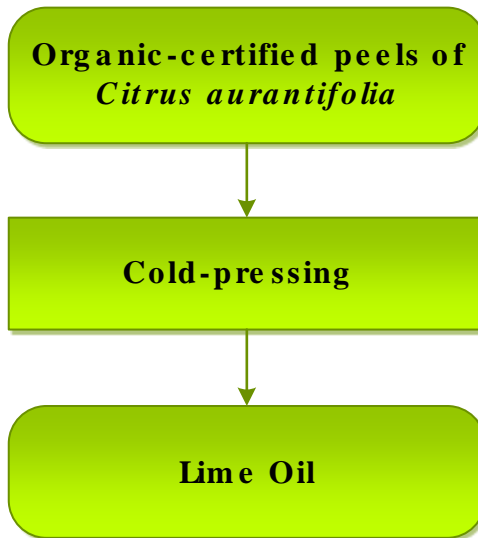 Organic-certified peels of
Citrus aurantifolia
Cold-pressing
Lime Oil